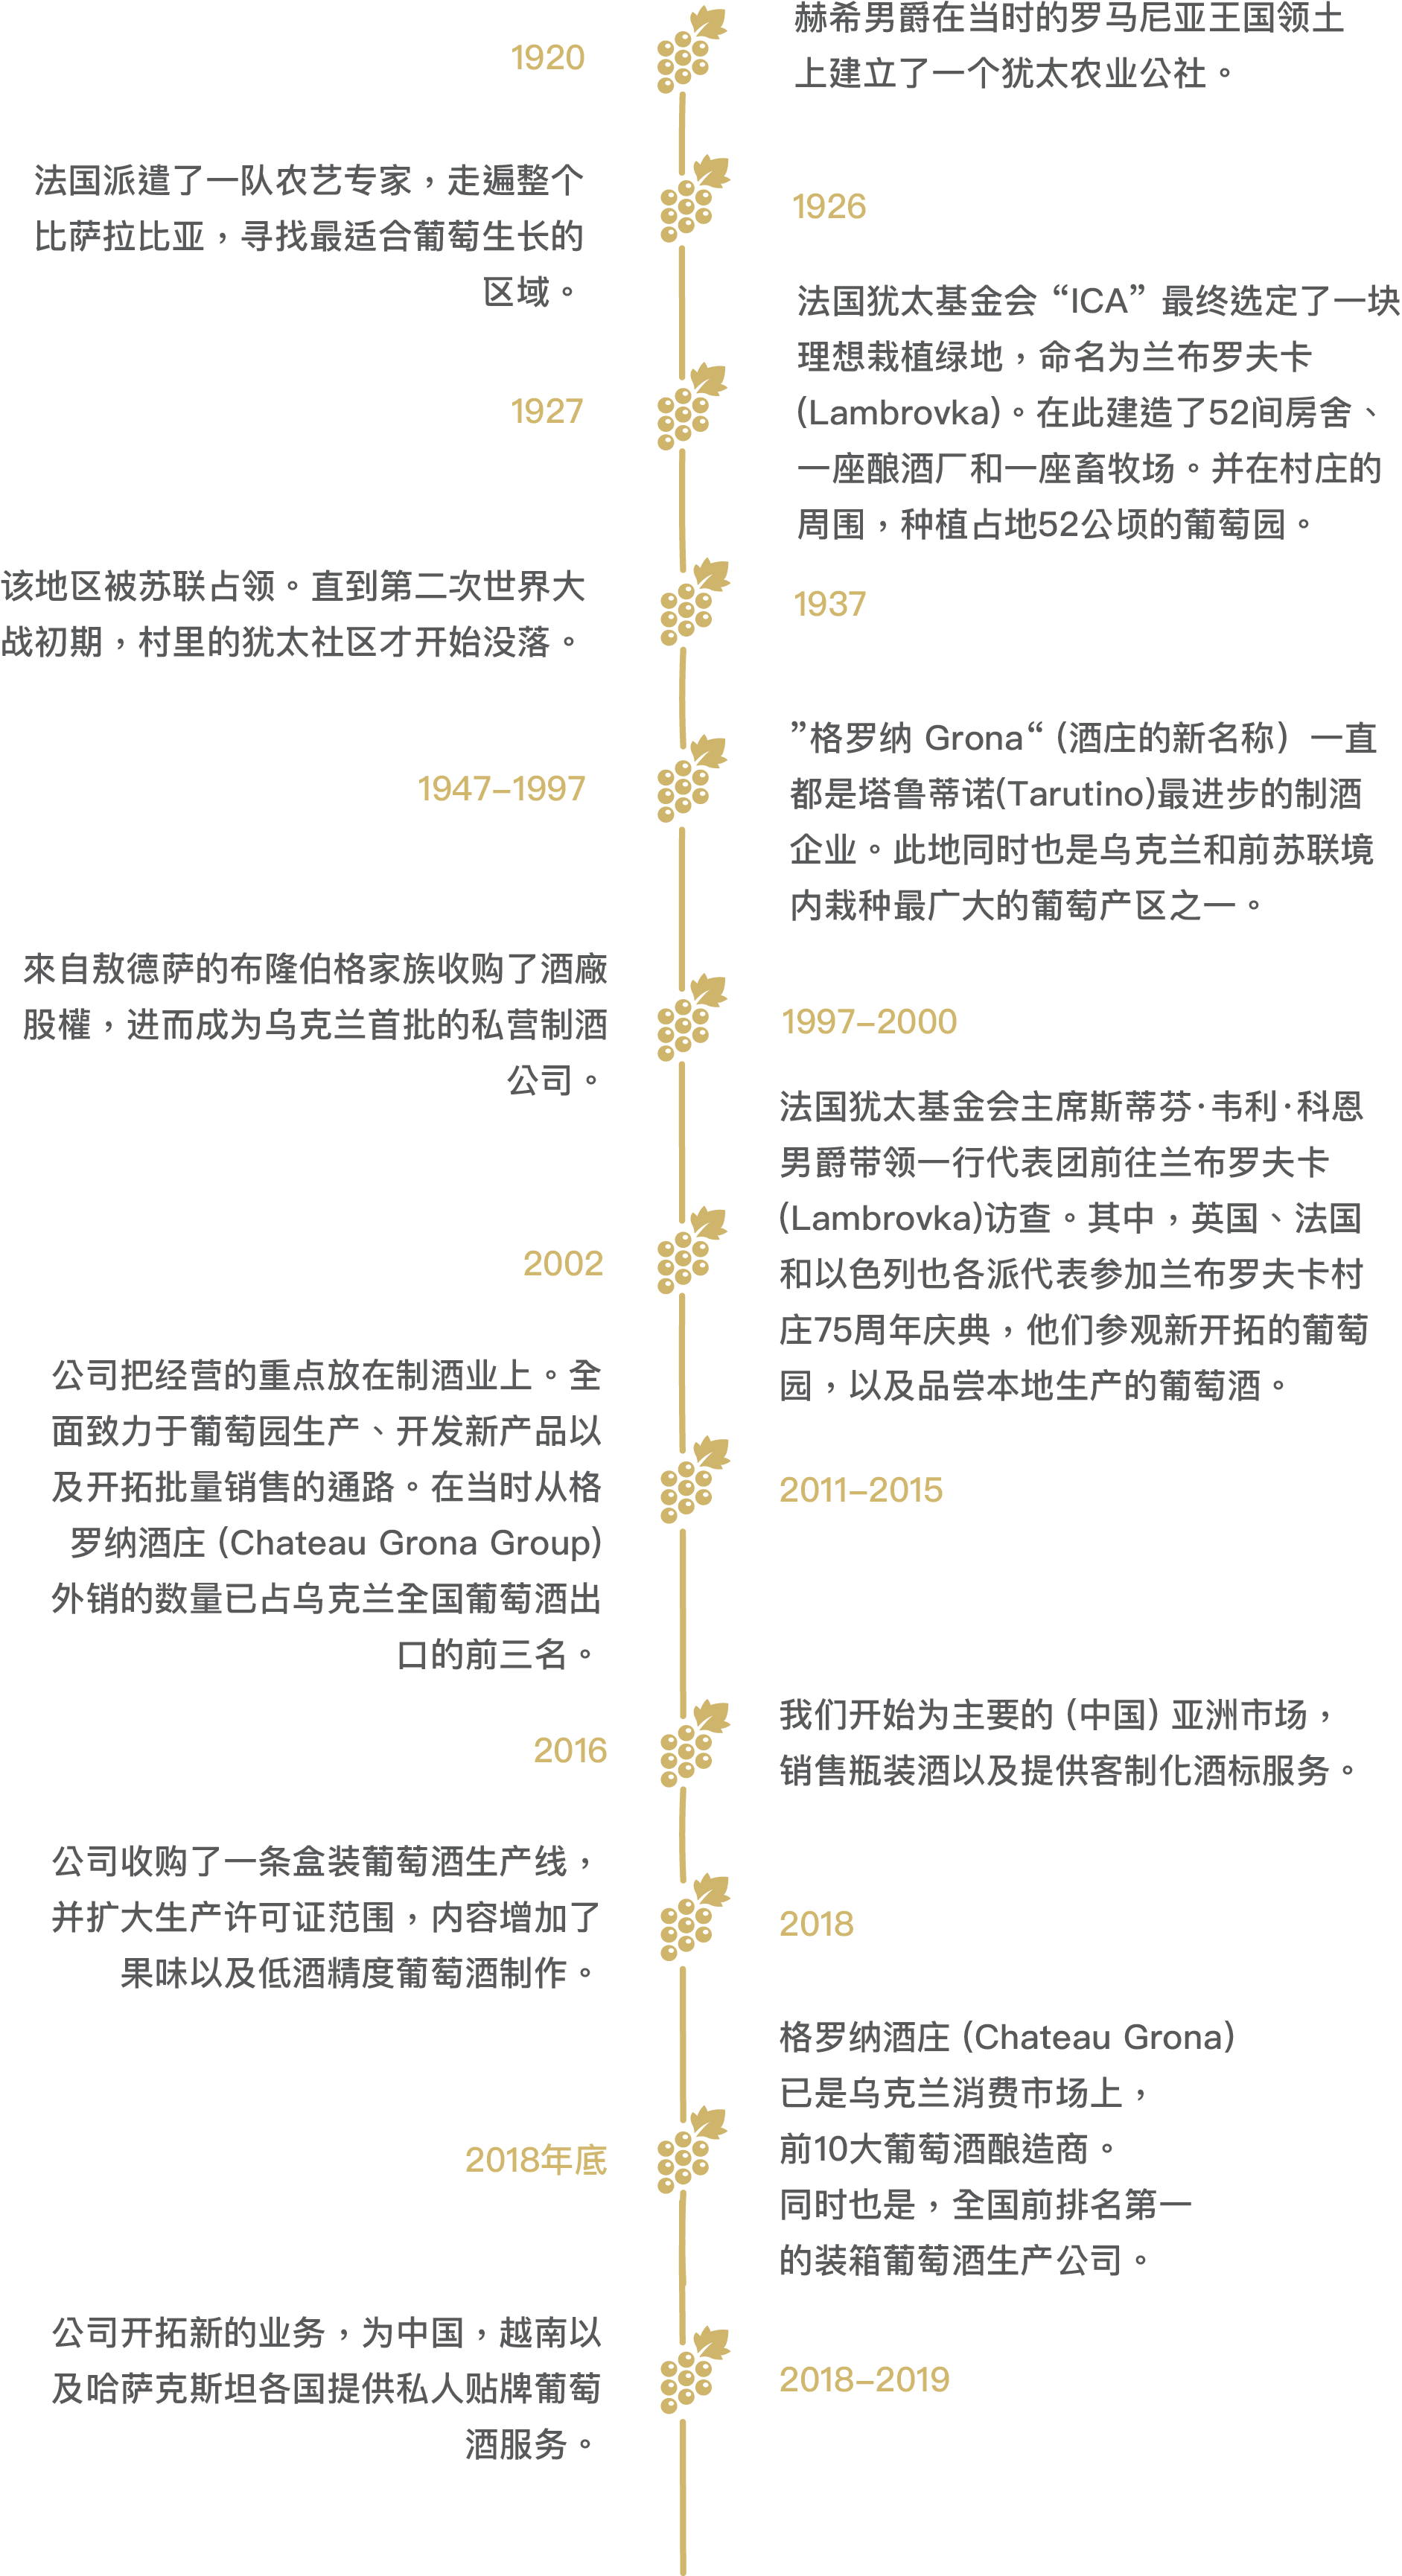 1920
赫希男爵在当时的罗马尼亚王国领土
上建立了一个犹太农业公社。
法国派遣了一队农艺专家，走遍整个
比萨拉比亚，寻找最适合葡萄生长的
区域。
1926
1927
法国犹太基金会 “ICA” 最终选定了一块
理想栽植绿地，命名为兰布罗夫卡
(Lambrovka)。在此建造了52间房舍、
一座酿酒厂和一座畜牧场。并在村庄的
周围，种植占地52公顷的葡萄园。
该地区被苏联占领。直到第二次世界大
战初期，村里的犹太社区才开始没落。
1937
1947–1997
”格罗纳 Grona“ (酒庄的新名称) 一直
都是塔鲁蒂诺(Tarutino)最进步的制酒
企业。此地同时也是乌克兰和前苏联境
内栽种最广大的葡萄产区之一。
來自敖德萨的布隆伯格家族收购了酒廠
股權，进而成为乌克兰首批的私营制酒
公司。
1997–2000
2002
法国犹太基金会主席斯蒂芬·韦利·科恩
男爵带领一行代表团前往兰布罗夫卡
(Lambrovka)访查。其中，英国、法国
和以色列也各派代表参加兰布罗夫卡村
庄75周年庆典，他们参观新开拓的葡萄
园，以及品尝本地生产的葡萄酒。
公司把经营的重点放在制酒业上。全
面致力于葡萄园生产、开发新产品以
及开拓批量销售的通路。在当时从格
罗纳酒庄 (Chateau Grona Group)
外销的数量已占乌克兰全国葡萄酒出
口的前三名。
2011–2015
2016
我们开始为主要的 (中国) 亚洲市场，
销售瓶装酒以及提供客制化酒标服务。
公司收购了一条盒装葡萄酒生产线，
并扩大生产许可证范围，内容增加了
果味以及低酒精度葡萄酒制作。
2018
2018年底
格罗纳酒庄 (Chateau Grona)
已是乌克兰消费市场上，
前10大葡萄酒酿造商。
同时也是，全国前排名第一
的装箱葡萄酒生产公司。
公司开拓新的业务，为中国，越南以
及哈萨克斯坦各国提供私人贴牌葡萄
酒服务。
2018–2019